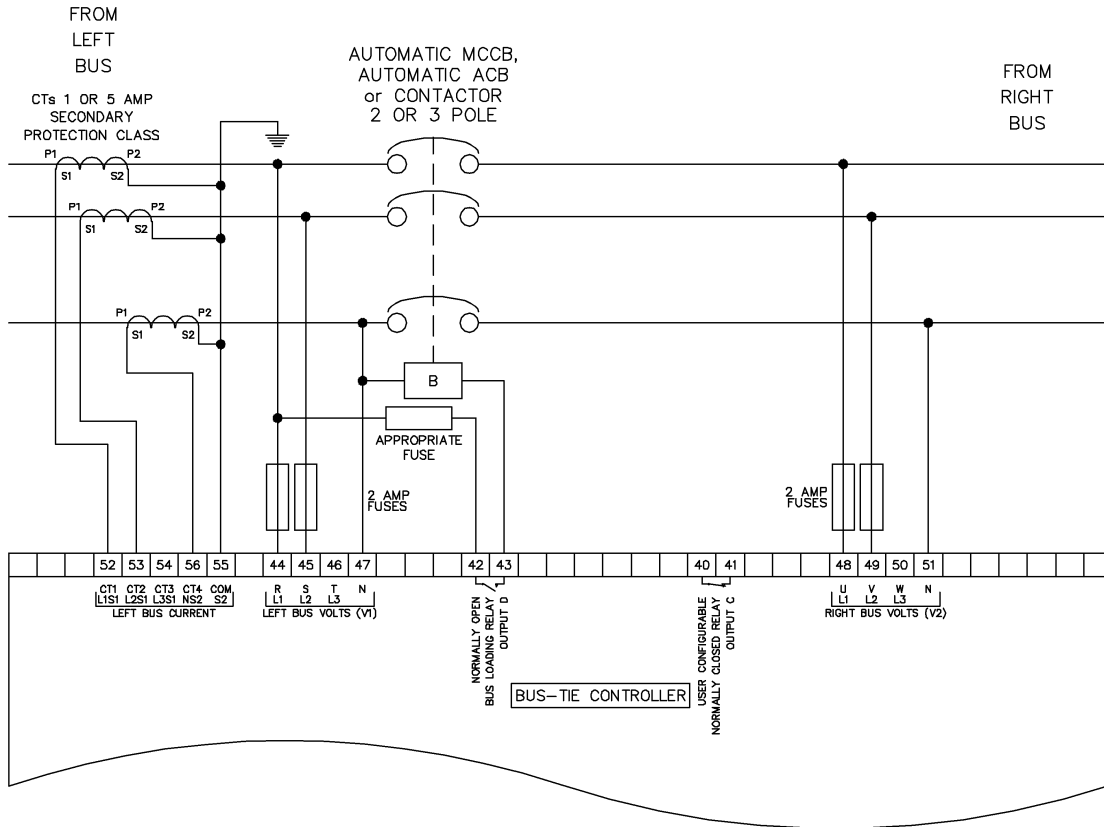 FROM
LEFT
BUS
CTs 1 OR 5 AMP
SECONDARY
PROTECTION CLASS
AUTOMATIC MCCB,
AUTOMATIC ACB
or CONTACTOR
2 OR 3 POLE
FROM
RIGHT
BUS
P1 P2
S1 S2
P1 P2
S1 S2
P1 P2
S1 S2
B
APPROPRIATE
FUSE
2 AMP
FUSES
2 AMP
FUSES
52 53 54 56 55 44 45 46 47 42 43 40 41 48 49 50 51
CT1 CT2 CT3 CT4 COM
L1S1 L2S1 L3S1 NS2 S2
LEFT BUS CURRENT
R S T N
L1 L2 L3
LEFT BUS VOLTS (V1)
NORMALLY OPEN
BUS LOADING RELAY
OUTPUT D
BUS-TIE CONTROLLER
USER CONFIGURABLE
NORMALLY CLOSED RELAY
OUTPUT C
U V W N
L1 L2 L3
RIGHT BUS VOLTS (V2)